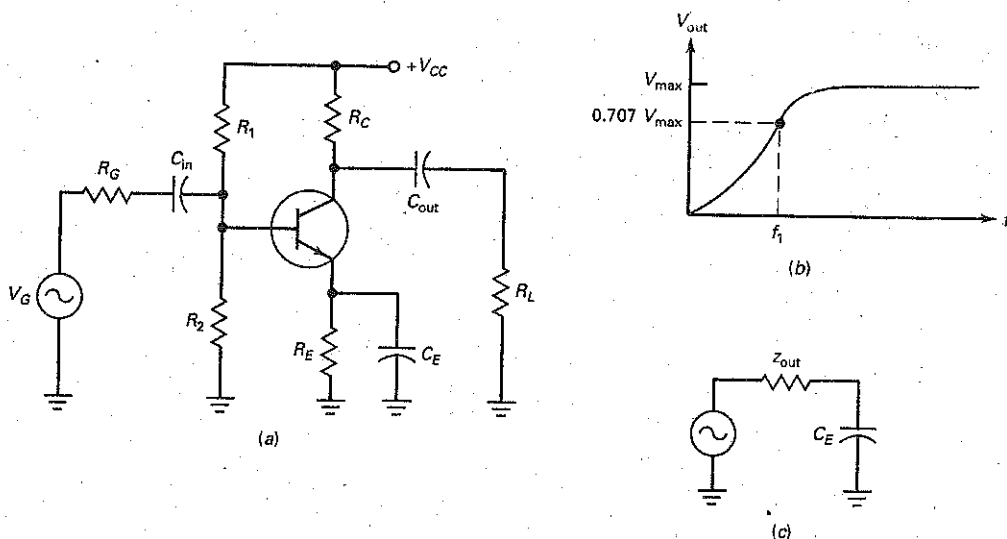 +V_CC
R_1
R_C
R_G
C_in
C_out
V_G
R_2
R_E
C_E
R_L
(a)
V_out
V_max
0.707 V_max
f_1
(b)
z_out
C_E
(c)